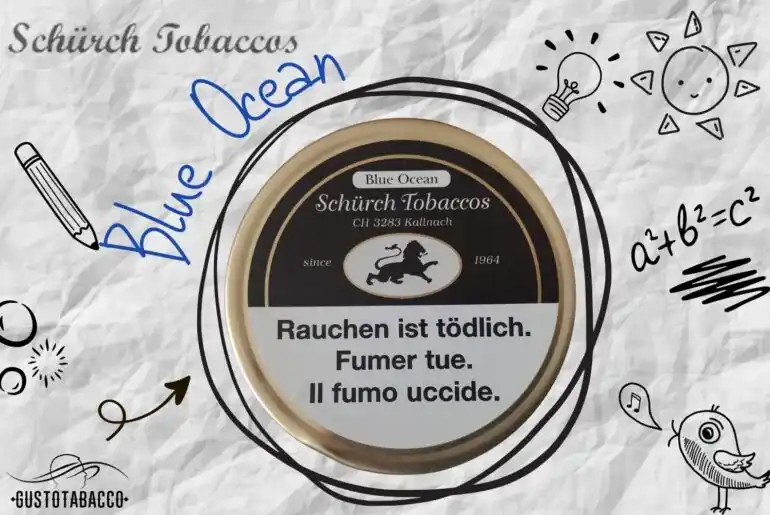 Schürch Tobaccos
Blue Ocean
Blue Ocean
Schürch Tobaccos
CH 3283 Kallnach
since 1964
Rauchen ist tödlich.
Fumer tue.
Il fumo uccide.
a²+b²=c²
•GUSTOTABACCO•